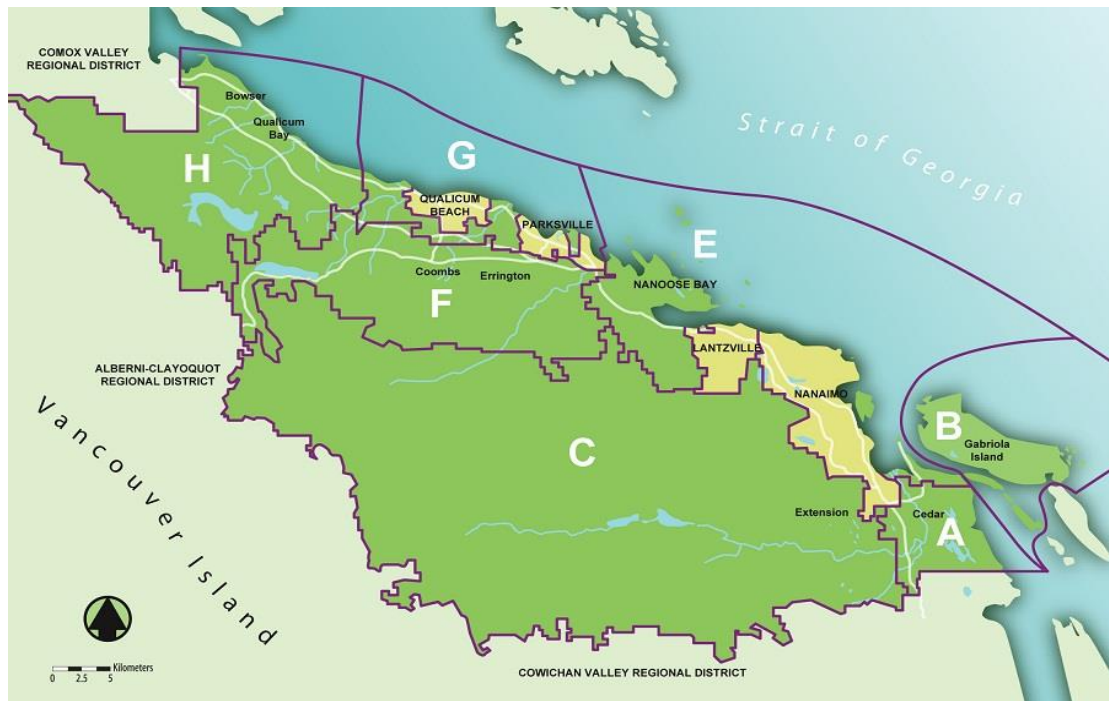 COMOX VALLEY
REGIONAL DISTRICT
Bowser
Qualicum
Bay
H
G
Strait of Georgia
QUALICUM
BEACH
PARKSVILLE
E
Coombs
Errington
NANOOSE BAY
F
LANTZVILLE
ALBERNI-CLAYOQUOT
REGIONAL DISTRICT
NANAIMO
Vancouver Island
C
B
Gabriola
Island
Extension
Cedar
A
Kilometers
0 2.5 5
COWICHAN VALLEY REGIONAL DISTRICT